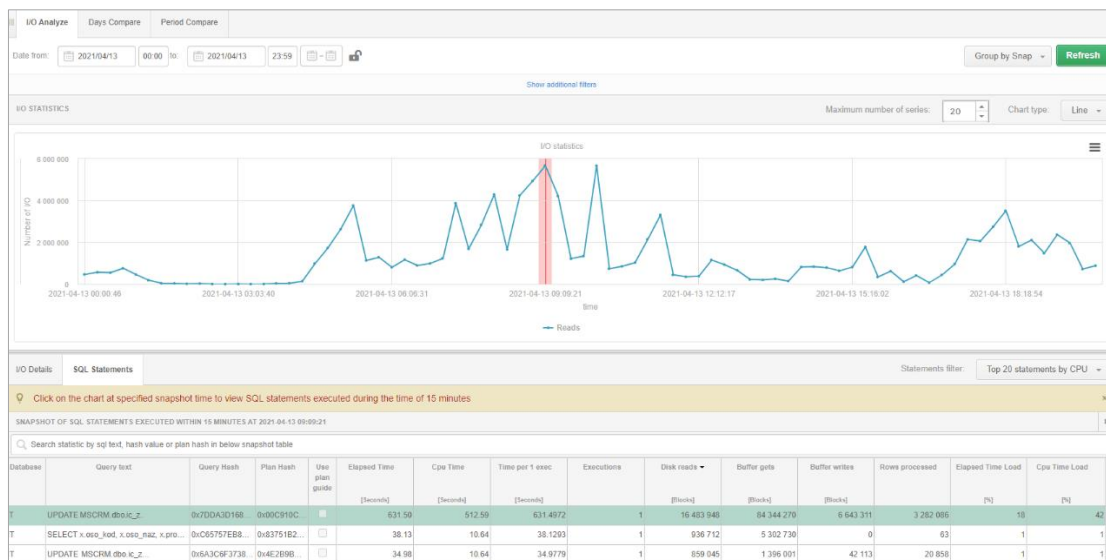 I/O Analyze Days Compare Period Compare
Date from: 2021/04/13 00:00 to: 2021/04/13 23:59 Group by Snap Refresh
Show additional filters
I/O STATISTICS Maximum number of series: 20 Chart type: Line
I/O statistics
6 000 000
4 000 000
2 000 000
0
Number of I/O
2021-04-13 00:00:46 2021-04-13 03:03:40 2021-04-13 06:06:31 2021-04-13 09:09:21 2021-04-13 12:12:17 2021-04-13 15:16:02 2021-04-13 18:18:54
time
Reads
I/O Details SQL Statements Statements filter: Top 20 statements by CPU
Click on the chart at specified snapshot time to view SQL statements executed during the time of 15 minutes
SNAPSHOT OF SQL STATEMENTS EXECUTED WITHIN 15 MINUTES AT 2021-04-13 09:09:21
Search statistic by sql text, hash value or plan hash in below snapshot table
Database Query text Query Hash Plan Hash Use plan guide Elapsed Time Cpu Time Time per 1 exec Executions Disk reads Buffer gets Buffer writes Rows processed Elapsed Time Load Cpu Time Load
[Seconds] [Seconds] [Seconds] [Blocks] [Blocks] [Blocks] [%] [%]
T UPDATE MSCRM.dbo.ic_z... 0x7DDA3D168... 0x00C910C... 631.50 512.59 631.4972 1 16 483 948 84 344 270 6 643 311 3 282 086 18 42
T SELECT x.oso_kod, x.oso_naz, x.pro... 0xC65757EB8... 0x83751B2... 38.13 10.64 38.1293 1 936 712 5 302 730 0 63 1 1
T UPDATE MSCRM.dbo.ic_z... 0x6A3C6F3738... 0x4E2B9B... 34.98 10.64 34.9779 1 859 045 1 396 001 42 113 20 858 1 1